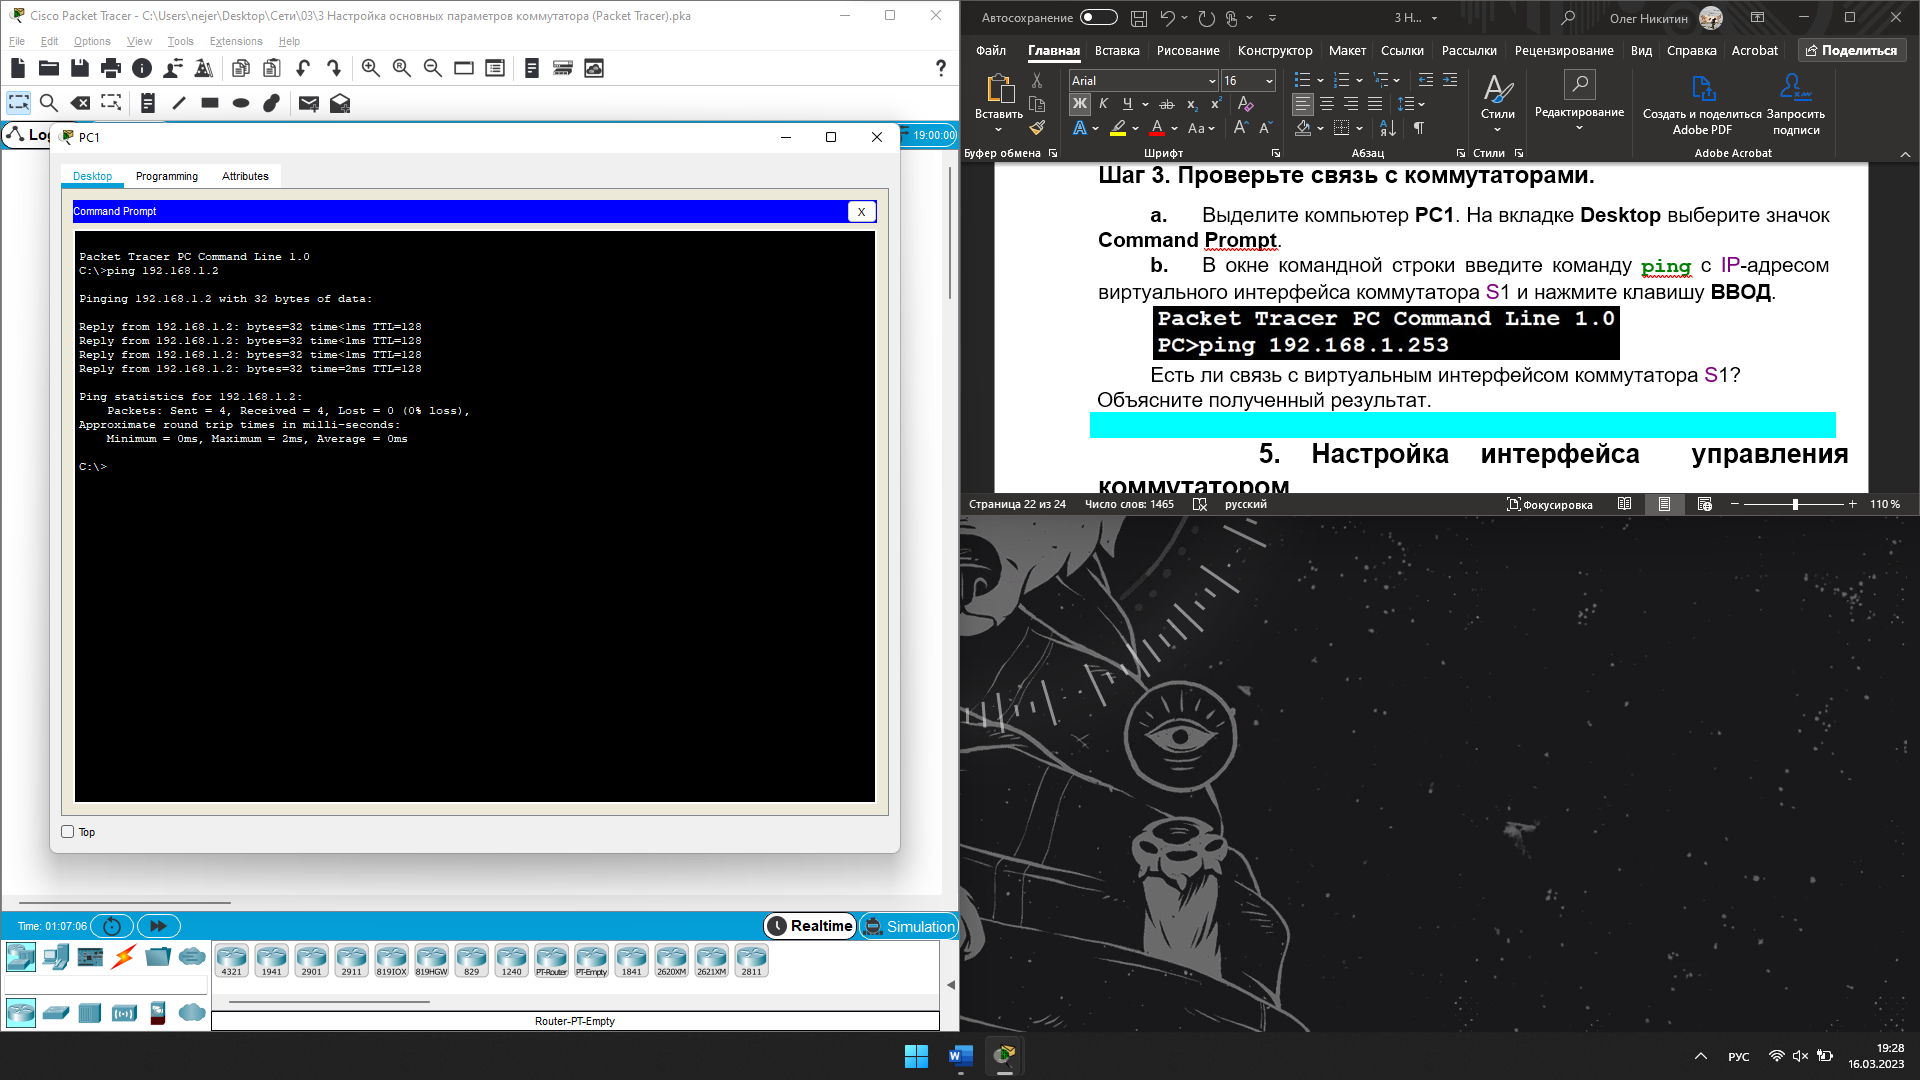 Cisco Packet Tracer - C:\Users\nejer\Desktop\Сети\03\3 Настройка основных параметров коммутатора (Packet Tracer).pka
File Edit Options View Tools Extensions Help
Log
19:00:00
PC1
Desktop Programming Attributes
Command Prompt
X
Packet Tracer PC Command Line 1.0
C:\>ping 192.168.1.2
Pinging 192.168.1.2 with 32 bytes of data:
Reply from 192.168.1.2: bytes=32 time<1ms TTL=128
Reply from 192.168.1.2: bytes=32 time<1ms TTL=128
Reply from 192.168.1.2: bytes=32 time<1ms TTL=128
Reply from 192.168.1.2: bytes=32 time=2ms TTL=128
Ping statistics for 192.168.1.2:
Packets: Sent = 4, Received = 4, Lost = 0 (0% loss),
Approximate round trip times in milli-seconds:
Minimum = 0ms, Maximum = 2ms, Average = 0ms
C:\>
Top
Time: 01:07:06
Realtime Simulation
4321 1941 2901 2911 819IOX 819HGW 829 1240 PT-Router PT-Empty 1841 2620XM 2621XM 2811
Router-PT-Empty
Автосохранение 3 Н... Олег Никитин
Файл Главная Вставка Рисование Конструктор Макет Ссылки Рассылки Рецензирование Вид Справка Acrobat Поделиться
Arial 16
Вставить Ж К Ч ab x₂ x² Стили Редактирование Создать и поделиться Adobe PDF Запросить подписи
Буфер обмена Шрифт Абзац Стили Adobe Acrobat
Шаг 3. Проверьте связь с коммутаторами.
a. Выделите компьютер PC1. На вкладке Desktop выберите значок
Command Prompt.
b. В окне командной строки введите команду ping с IP-адресом
виртуального интерфейса коммутатора S1 и нажмите клавишу ВВОД.
Packet Tracer PC Command Line 1.0
PC>ping 192.168.1.253
Есть ли связь с виртуальным интерфейсом коммутатора S1?
Объясните полученный результат.
5. Настройка интерфейса управления
коммутатором
Страница 22 из 24 Число слов: 1465 русский Фокусировка 110 %
РУС 19:28
16.03.2023